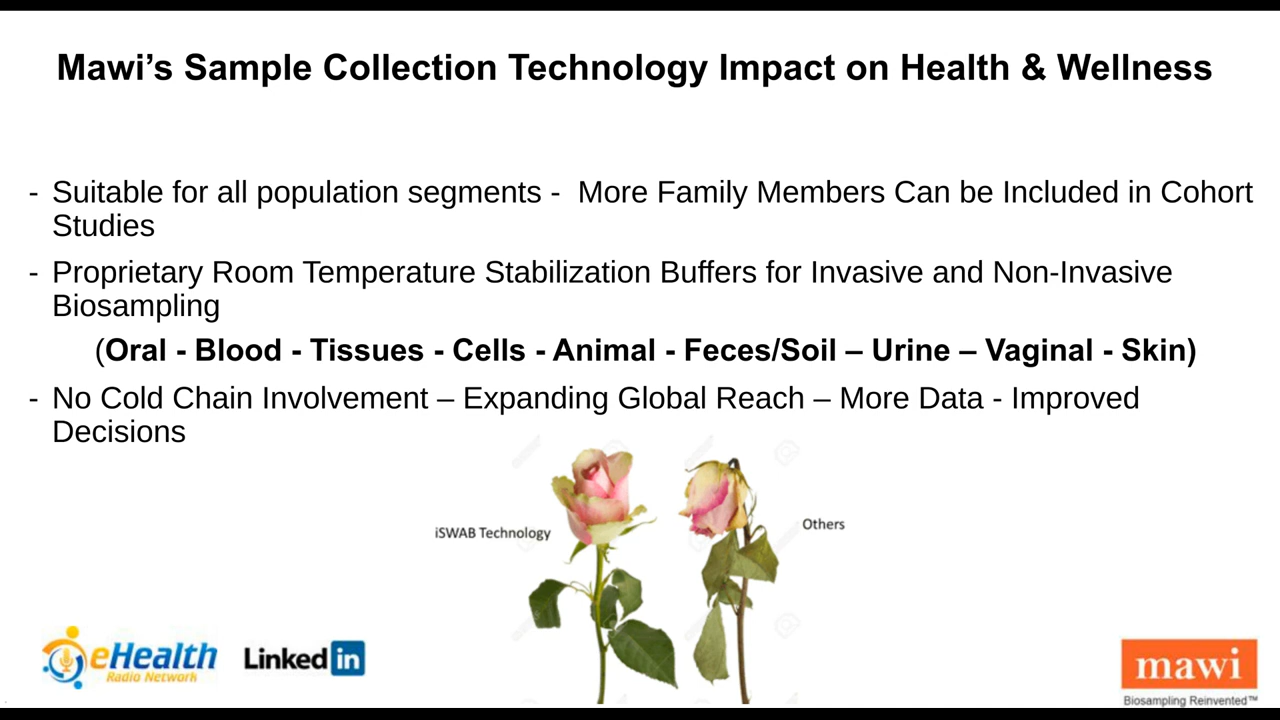 Mawi’s Sample Collection Technology Impact on Health & Wellness
- Suitable for all population segments -  More Family Members Can be Included in Cohort
Studies
- Proprietary Room Temperature Stabilization Buffers for Invasive and Non-Invasive
Biosampling
(Oral - Blood - Tissues - Cells - Animal - Feces/Soil – Urine – Vaginal - Skin)
- No Cold Chain Involvement – Expanding Global Reach – More Data - Improved
Decisions
iSWAB Technology
Others
eHealth
Radio Network
Linked in
mawi
Biosampling Reinvented™